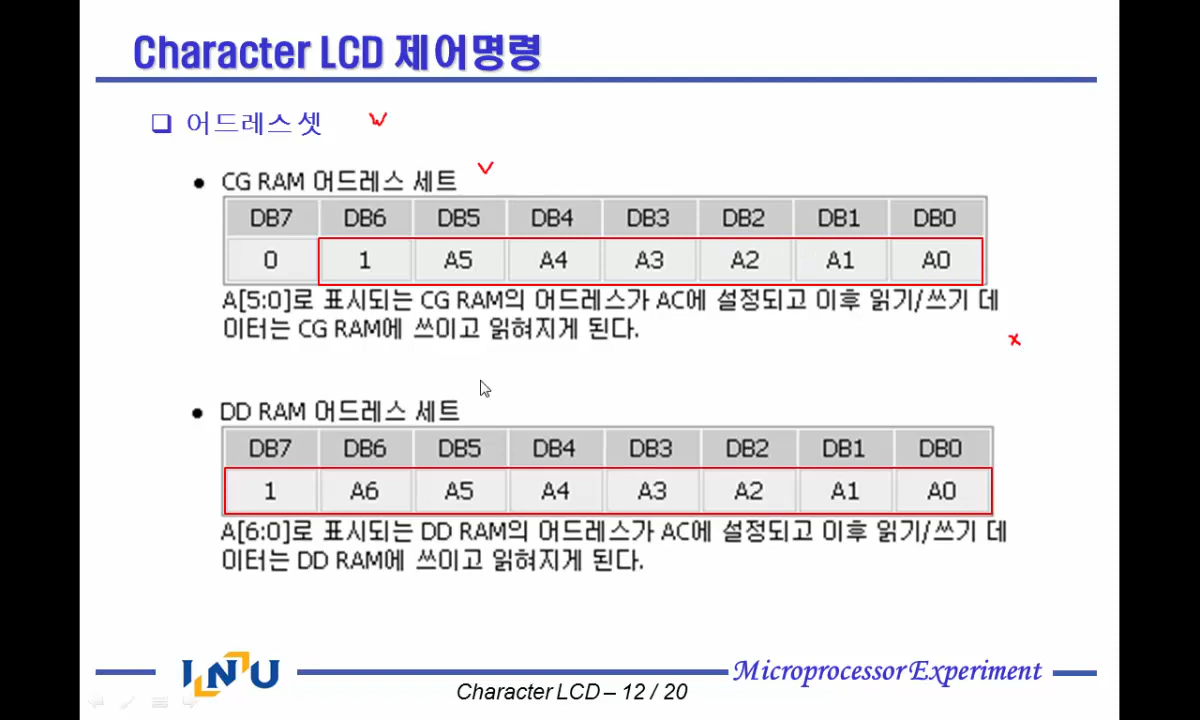 Character LCD 제어명령
❑ 어드레스셋
● CG RAM 어드레스 세트
DB7 DB6 DB5 DB4 DB3 DB2 DB1 DB0
0 1 A5 A4 A3 A2 A1 A0
A[5:0]로 표시되는 CG RAM의 어드레스가 AC에 설정되고 이후 읽기/쓰기 데
이터는 CG RAM에 쓰이고 읽혀지게 된다.
● DD RAM 어드레스 세트
DB7 DB6 DB5 DB4 DB3 DB2 DB1 DB0
1 A6 A5 A4 A3 A2 A1 A0
A[6:0]로 표시되는 DD RAM의 어드레스가 AC에 설정되고 이후 읽기/쓰기 데
이터는 DD RAM에 쓰이고 읽혀지게 된다.
INU
Microprocessor Experiment
Character LCD – 12 / 20